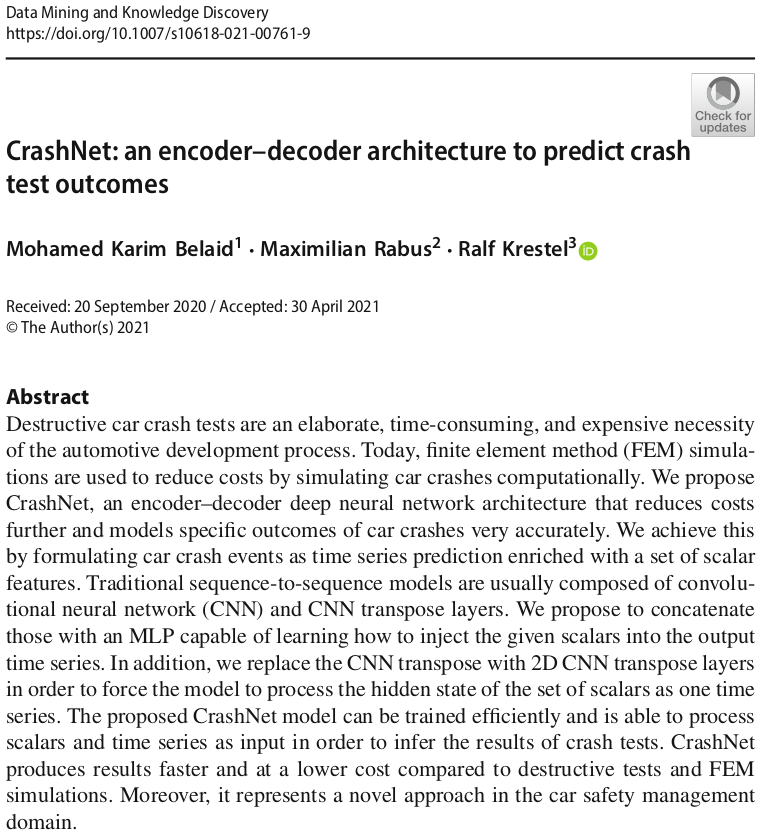 Data Mining and Knowledge Discovery
https://doi.org/10.1007/s10618-021-00761-9
Check for
updates
CrashNet: an encoder–decoder architecture to predict crash
test outcomes
Mohamed Karim Belaid1 · Maximilian Rabus2 · Ralf Krestel3 iD
Received: 20 September 2020 / Accepted: 30 April 2021
© The Author(s) 2021
Abstract
Destructive car crash tests are an elaborate, time-consuming, and expensive necessity
of the automotive development process. Today, finite element method (FEM) simula-
tions are used to reduce costs by simulating car crashes computationally. We propose
CrashNet, an encoder–decoder deep neural network architecture that reduces costs
further and models specific outcomes of car crashes very accurately. We achieve this
by formulating car crash events as time series prediction enriched with a set of scalar
features. Traditional sequence-to-sequence models are usually composed of convolu-
tional neural network (CNN) and CNN transpose layers. We propose to concatenate
those with an MLP capable of learning how to inject the given scalars into the output
time series. In addition, we replace the CNN transpose with 2D CNN transpose layers
in order to force the model to process the hidden state of the set of scalars as one time
series. The proposed CrashNet model can be trained efficiently and is able to process
scalars and time series as input in order to infer the results of crash tests. CrashNet
produces results faster and at a lower cost compared to destructive tests and FEM
simulations. Moreover, it represents a novel approach in the car safety management
domain.